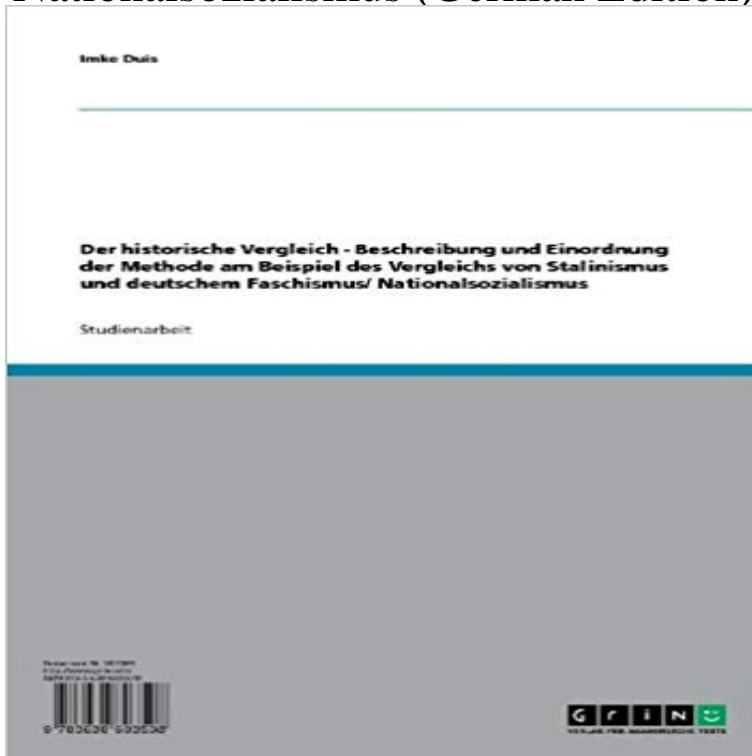 Nationalsozialismus (German Edition)
Imke Duis
Der historische Vergleich - Beschreibung und Einordnung
der Methode am Beispiel des Vergleichs von Stalinismus
und deutschem Faschismus/ Nationalsozialismus
Studienarbeit
GRIN